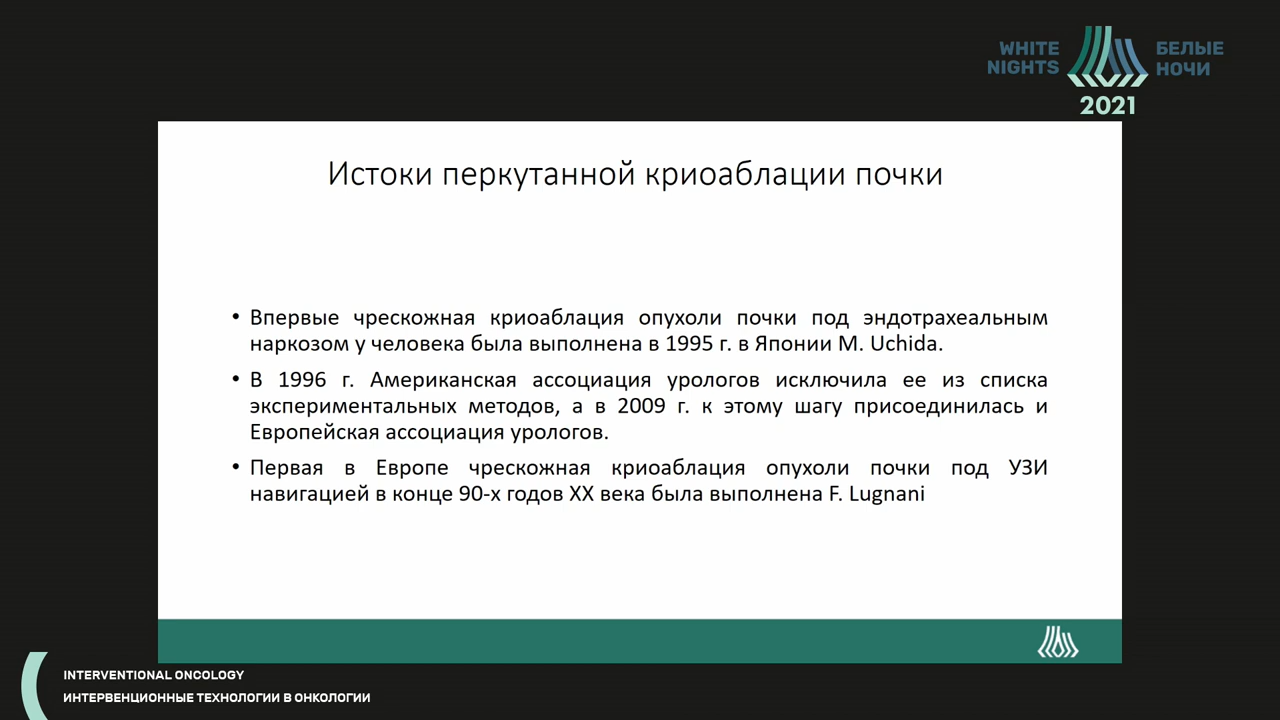 WHITE NIGHTS
БЕЛЫЕ НОЧИ
2021
Истоки перкутанной криоаблации почки
• Впервые чрескожная криоаблация опухоли почки под эндотрахеальным
наркозом у человека была выполнена в 1995 г. в Японии M. Uchida.
• В 1996 г. Американская ассоциация урологов исключила ее из списка
экспериментальных методов, а в 2009 г. к этому шагу присоединилась и
Европейская ассоциация урологов.
• Первая в Европе чрескожная криоаблация опухоли почки под УЗИ
навигацией в конце 90-х годов XX века была выполнена F. Lugnani
INTERVENTIONAL ONCOLOGY
ИНТЕРВЕНЦИОННЫЕ ТЕХНОЛОГИИ В ОНКОЛОГИИ